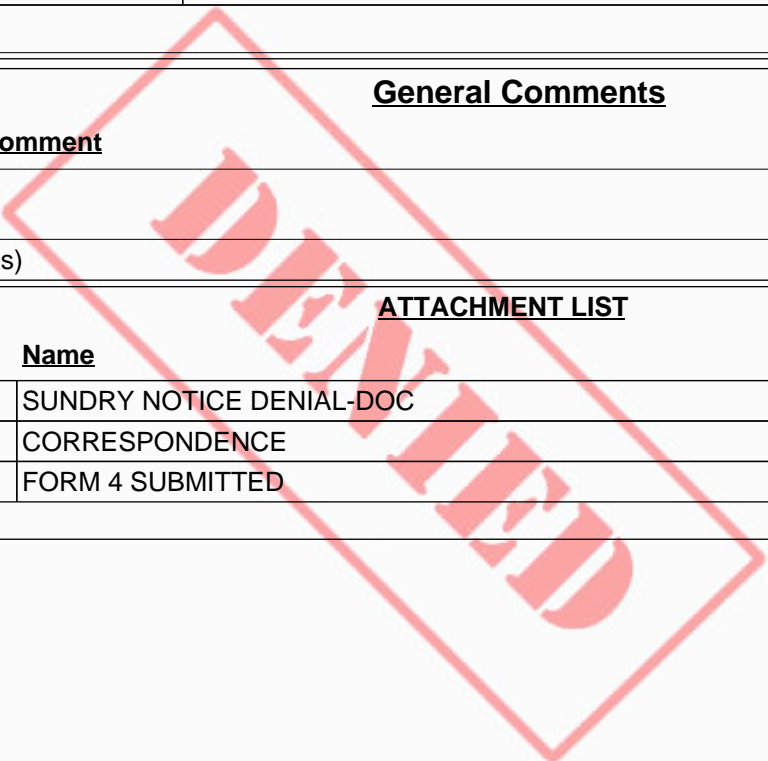 General Comments
omment
s)
ATTACHMENT LIST
Name
SUNDRY NOTICE DENIAL-DOC
CORRESPONDENCE
FORM 4 SUBMITTED
DENIED